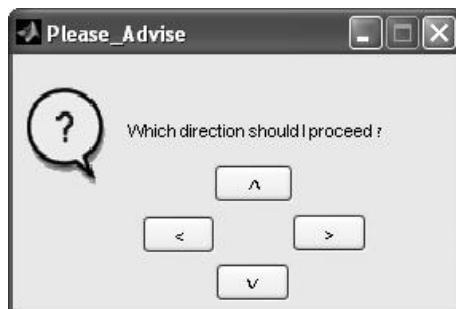 Please_Advise
?
Which direction should I proceed ?
/\
< >
\/